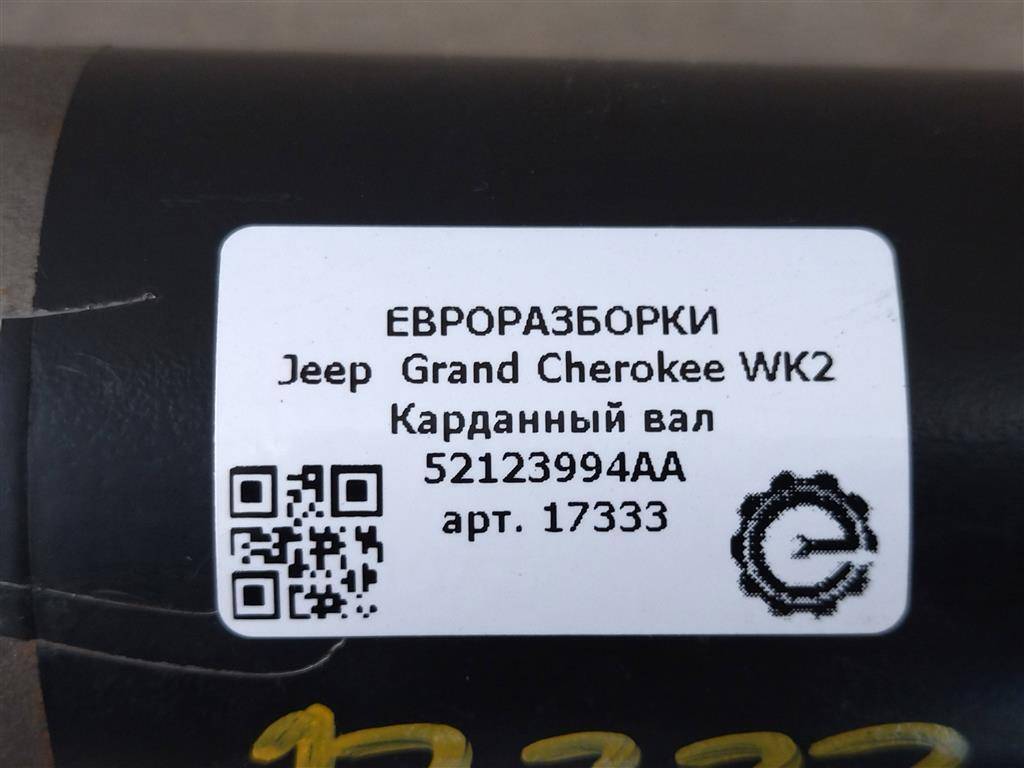 ЕВРОРАЗБОРКИ
Jeep Grand Cherokee WK2
Карданный вал
52123994AA
арт. 17333